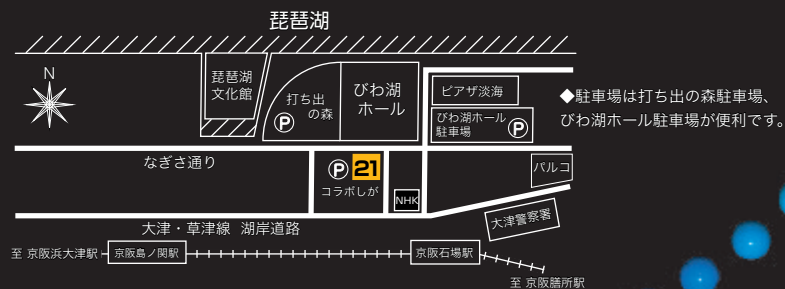 琵琶湖
N
琵琶湖
文化館
打ち出
の森
P
びわ湖
ホール
ピアザ淡海
びわ湖ホール
駐車場
P
◆駐車場は打ち出の森駐車場、
びわ湖ホール駐車場が便利です。
なぎさ通り
P 21
コラボしが
NHK
パルコ
大津警察署
大津・草津線 湖岸道路
至 京阪浜大津駅
京阪島ノ関駅
京阪石場駅
至 京阪膳所駅